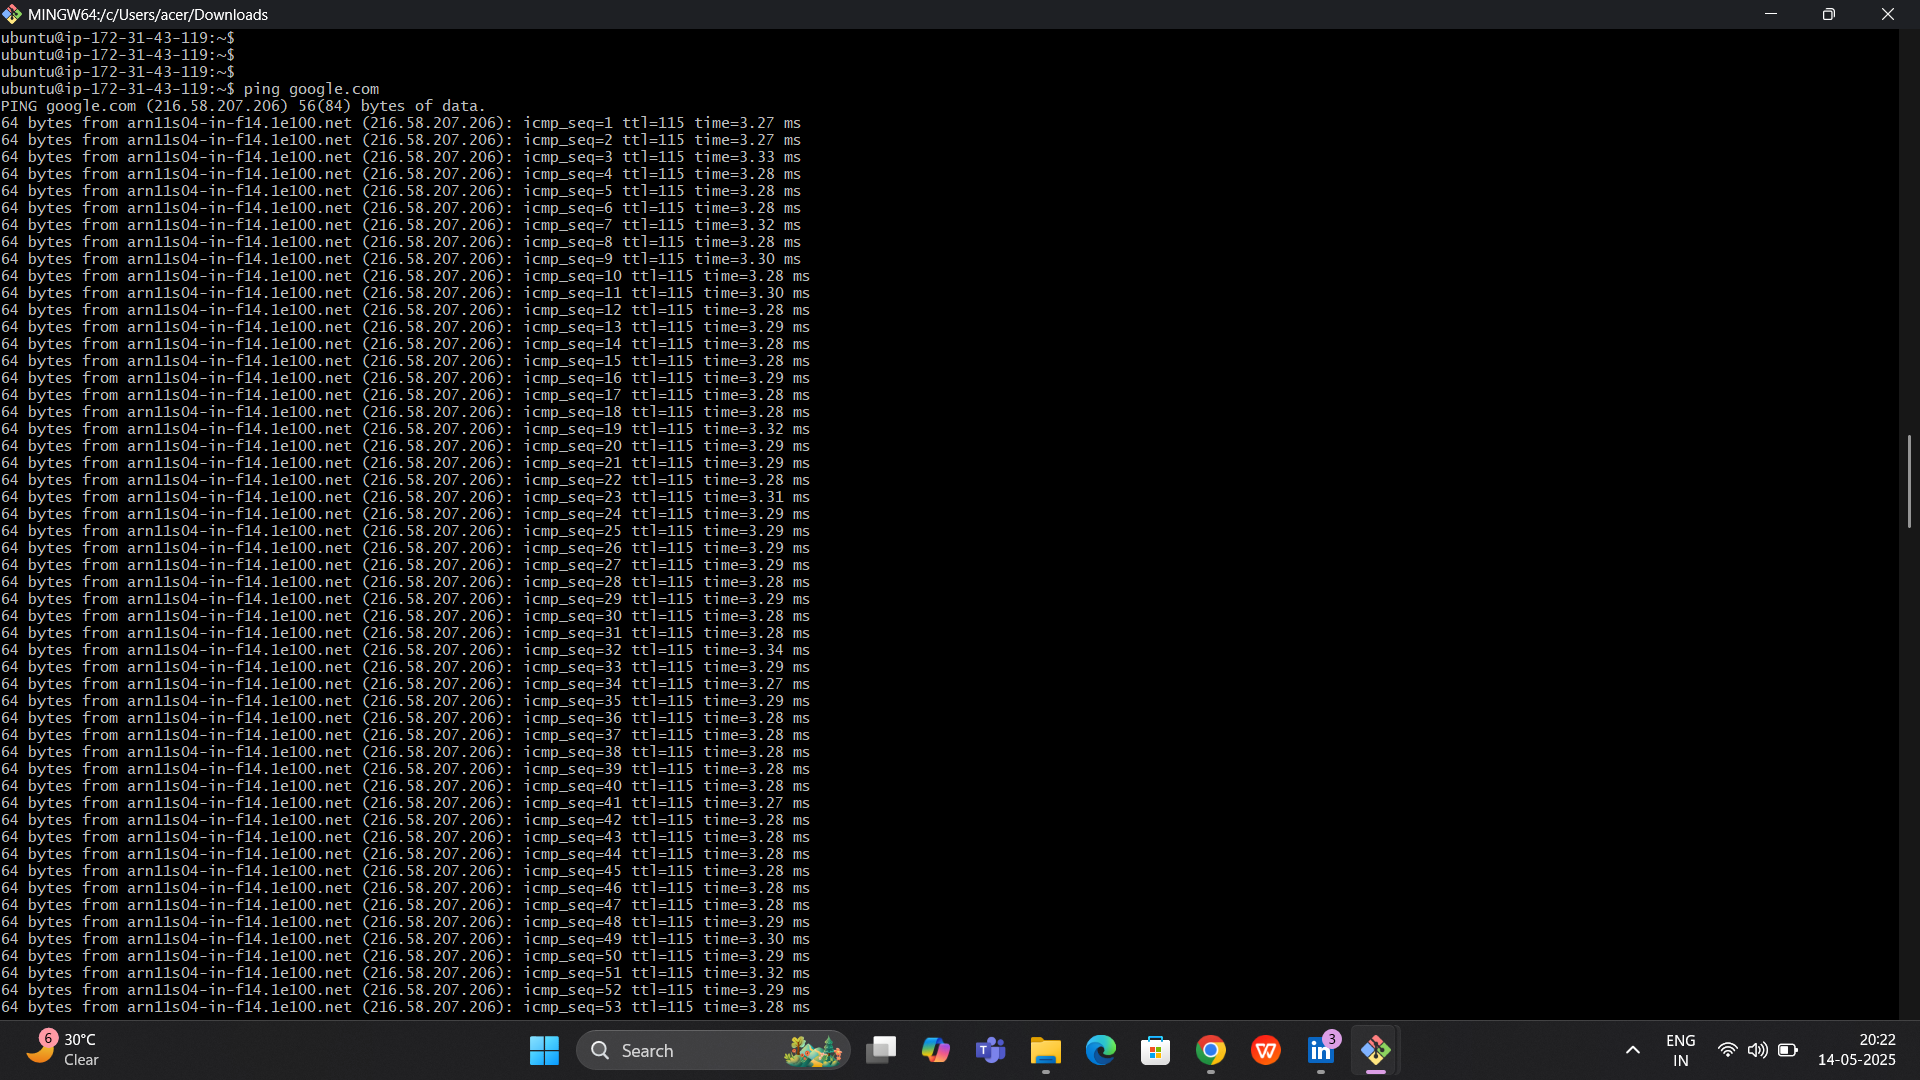 MINGW64:/c/Users/acer/Downloads
ubuntu@ip-172-31-43-119:~$
ubuntu@ip-172-31-43-119:~$
ubuntu@ip-172-31-43-119:~$
ubuntu@ip-172-31-43-119:~$ ping google.com
PING google.com (216.58.207.206) 56(84) bytes of data.
64 bytes from arn11s04-in-f14.1e100.net (216.58.207.206): icmp_seq=1 ttl=115 time=3.27 ms
64 bytes from arn11s04-in-f14.1e100.net (216.58.207.206): icmp_seq=2 ttl=115 time=3.27 ms
64 bytes from arn11s04-in-f14.1e100.net (216.58.207.206): icmp_seq=3 ttl=115 time=3.33 ms
64 bytes from arn11s04-in-f14.1e100.net (216.58.207.206): icmp_seq=4 ttl=115 time=3.28 ms
64 bytes from arn11s04-in-f14.1e100.net (216.58.207.206): icmp_seq=5 ttl=115 time=3.28 ms
64 bytes from arn11s04-in-f14.1e100.net (216.58.207.206): icmp_seq=6 ttl=115 time=3.28 ms
64 bytes from arn11s04-in-f14.1e100.net (216.58.207.206): icmp_seq=7 ttl=115 time=3.32 ms
64 bytes from arn11s04-in-f14.1e100.net (216.58.207.206): icmp_seq=8 ttl=115 time=3.28 ms
64 bytes from arn11s04-in-f14.1e100.net (216.58.207.206): icmp_seq=9 ttl=115 time=3.30 ms
64 bytes from arn11s04-in-f14.1e100.net (216.58.207.206): icmp_seq=10 ttl=115 time=3.28 ms
64 bytes from arn11s04-in-f14.1e100.net (216.58.207.206): icmp_seq=11 ttl=115 time=3.30 ms
64 bytes from arn11s04-in-f14.1e100.net (216.58.207.206): icmp_seq=12 ttl=115 time=3.28 ms
64 bytes from arn11s04-in-f14.1e100.net (216.58.207.206): icmp_seq=13 ttl=115 time=3.29 ms
64 bytes from arn11s04-in-f14.1e100.net (216.58.207.206): icmp_seq=14 ttl=115 time=3.28 ms
64 bytes from arn11s04-in-f14.1e100.net (216.58.207.206): icmp_seq=15 ttl=115 time=3.28 ms
64 bytes from arn11s04-in-f14.1e100.net (216.58.207.206): icmp_seq=16 ttl=115 time=3.29 ms
64 bytes from arn11s04-in-f14.1e100.net (216.58.207.206): icmp_seq=17 ttl=115 time=3.28 ms
64 bytes from arn11s04-in-f14.1e100.net (216.58.207.206): icmp_seq=18 ttl=115 time=3.28 ms
64 bytes from arn11s04-in-f14.1e100.net (216.58.207.206): icmp_seq=19 ttl=115 time=3.32 ms
64 bytes from arn11s04-in-f14.1e100.net (216.58.207.206): icmp_seq=20 ttl=115 time=3.29 ms
64 bytes from arn11s04-in-f14.1e100.net (216.58.207.206): icmp_seq=21 ttl=115 time=3.29 ms
64 bytes from arn11s04-in-f14.1e100.net (216.58.207.206): icmp_seq=22 ttl=115 time=3.28 ms
64 bytes from arn11s04-in-f14.1e100.net (216.58.207.206): icmp_seq=23 ttl=115 time=3.31 ms
64 bytes from arn11s04-in-f14.1e100.net (216.58.207.206): icmp_seq=24 ttl=115 time=3.29 ms
64 bytes from arn11s04-in-f14.1e100.net (216.58.207.206): icmp_seq=25 ttl=115 time=3.29 ms
64 bytes from arn11s04-in-f14.1e100.net (216.58.207.206): icmp_seq=26 ttl=115 time=3.29 ms
64 bytes from arn11s04-in-f14.1e100.net (216.58.207.206): icmp_seq=27 ttl=115 time=3.29 ms
64 bytes from arn11s04-in-f14.1e100.net (216.58.207.206): icmp_seq=28 ttl=115 time=3.28 ms
64 bytes from arn11s04-in-f14.1e100.net (216.58.207.206): icmp_seq=29 ttl=115 time=3.29 ms
64 bytes from arn11s04-in-f14.1e100.net (216.58.207.206): icmp_seq=30 ttl=115 time=3.28 ms
64 bytes from arn11s04-in-f14.1e100.net (216.58.207.206): icmp_seq=31 ttl=115 time=3.28 ms
64 bytes from arn11s04-in-f14.1e100.net (216.58.207.206): icmp_seq=32 ttl=115 time=3.34 ms
64 bytes from arn11s04-in-f14.1e100.net (216.58.207.206): icmp_seq=33 ttl=115 time=3.29 ms
64 bytes from arn11s04-in-f14.1e100.net (216.58.207.206): icmp_seq=34 ttl=115 time=3.27 ms
64 bytes from arn11s04-in-f14.1e100.net (216.58.207.206): icmp_seq=35 ttl=115 time=3.29 ms
64 bytes from arn11s04-in-f14.1e100.net (216.58.207.206): icmp_seq=36 ttl=115 time=3.28 ms
64 bytes from arn11s04-in-f14.1e100.net (216.58.207.206): icmp_seq=37 ttl=115 time=3.28 ms
64 bytes from arn11s04-in-f14.1e100.net (216.58.207.206): icmp_seq=38 ttl=115 time=3.28 ms
64 bytes from arn11s04-in-f14.1e100.net (216.58.207.206): icmp_seq=39 ttl=115 time=3.28 ms
64 bytes from arn11s04-in-f14.1e100.net (216.58.207.206): icmp_seq=40 ttl=115 time=3.28 ms
64 bytes from arn11s04-in-f14.1e100.net (216.58.207.206): icmp_seq=41 ttl=115 time=3.27 ms
64 bytes from arn11s04-in-f14.1e100.net (216.58.207.206): icmp_seq=42 ttl=115 time=3.28 ms
64 bytes from arn11s04-in-f14.1e100.net (216.58.207.206): icmp_seq=43 ttl=115 time=3.28 ms
64 bytes from arn11s04-in-f14.1e100.net (216.58.207.206): icmp_seq=44 ttl=115 time=3.28 ms
64 bytes from arn11s04-in-f14.1e100.net (216.58.207.206): icmp_seq=45 ttl=115 time=3.28 ms
64 bytes from arn11s04-in-f14.1e100.net (216.58.207.206): icmp_seq=46 ttl=115 time=3.28 ms
64 bytes from arn11s04-in-f14.1e100.net (216.58.207.206): icmp_seq=47 ttl=115 time=3.28 ms
64 bytes from arn11s04-in-f14.1e100.net (216.58.207.206): icmp_seq=48 ttl=115 time=3.29 ms
64 bytes from arn11s04-in-f14.1e100.net (216.58.207.206): icmp_seq=49 ttl=115 time=3.30 ms
64 bytes from arn11s04-in-f14.1e100.net (216.58.207.206): icmp_seq=50 ttl=115 time=3.29 ms
64 bytes from arn11s04-in-f14.1e100.net (216.58.207.206): icmp_seq=51 ttl=115 time=3.32 ms
64 bytes from arn11s04-in-f14.1e100.net (216.58.207.206): icmp_seq=52 ttl=115 time=3.29 ms
64 bytes from arn11s04-in-f14.1e100.net (216.58.207.206): icmp_seq=53 ttl=115 time=3.28 ms
6
30°C
Clear
Search
T
W
in
3
ENG
IN
20:22
14-05-2025